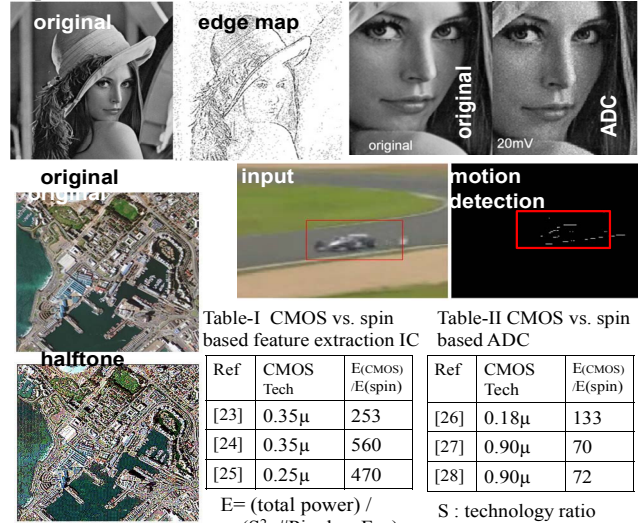 original
edge map
original
original
20mV
ADC
original
original
input
motion
detection
halftone
Table-I CMOS vs. spin
based feature extraction IC
Ref CMOS Tech E(CMOS) /E(spin)
[23] 0.35μ 253
[24] 0.35μ 560
[25] 0.25μ 470
E= (total power) /
Table-II CMOS vs. spin
based ADC
Ref CMOS Tech E(CMOS) /E(spin)
[26] 0.18μ 133
[27] 0.90μ 70
[28] 0.90μ 72
S : technology ratio